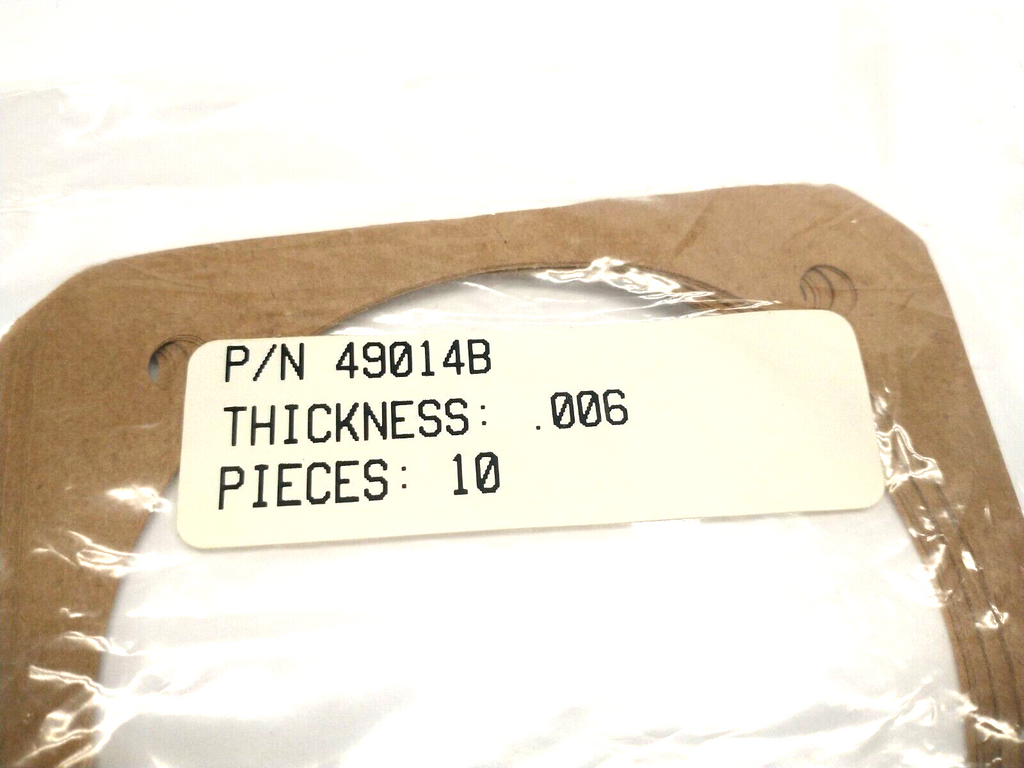 P/N 49014B
THICKNESS: .006
PIECES: 10